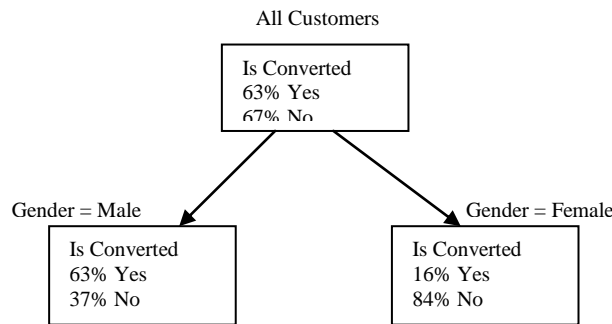 All Customers
Is Converted
63% Yes
67% No
Gender = Male
Gender = Female
Is Converted
63% Yes
37% No
Is Converted
16% Yes
84% No